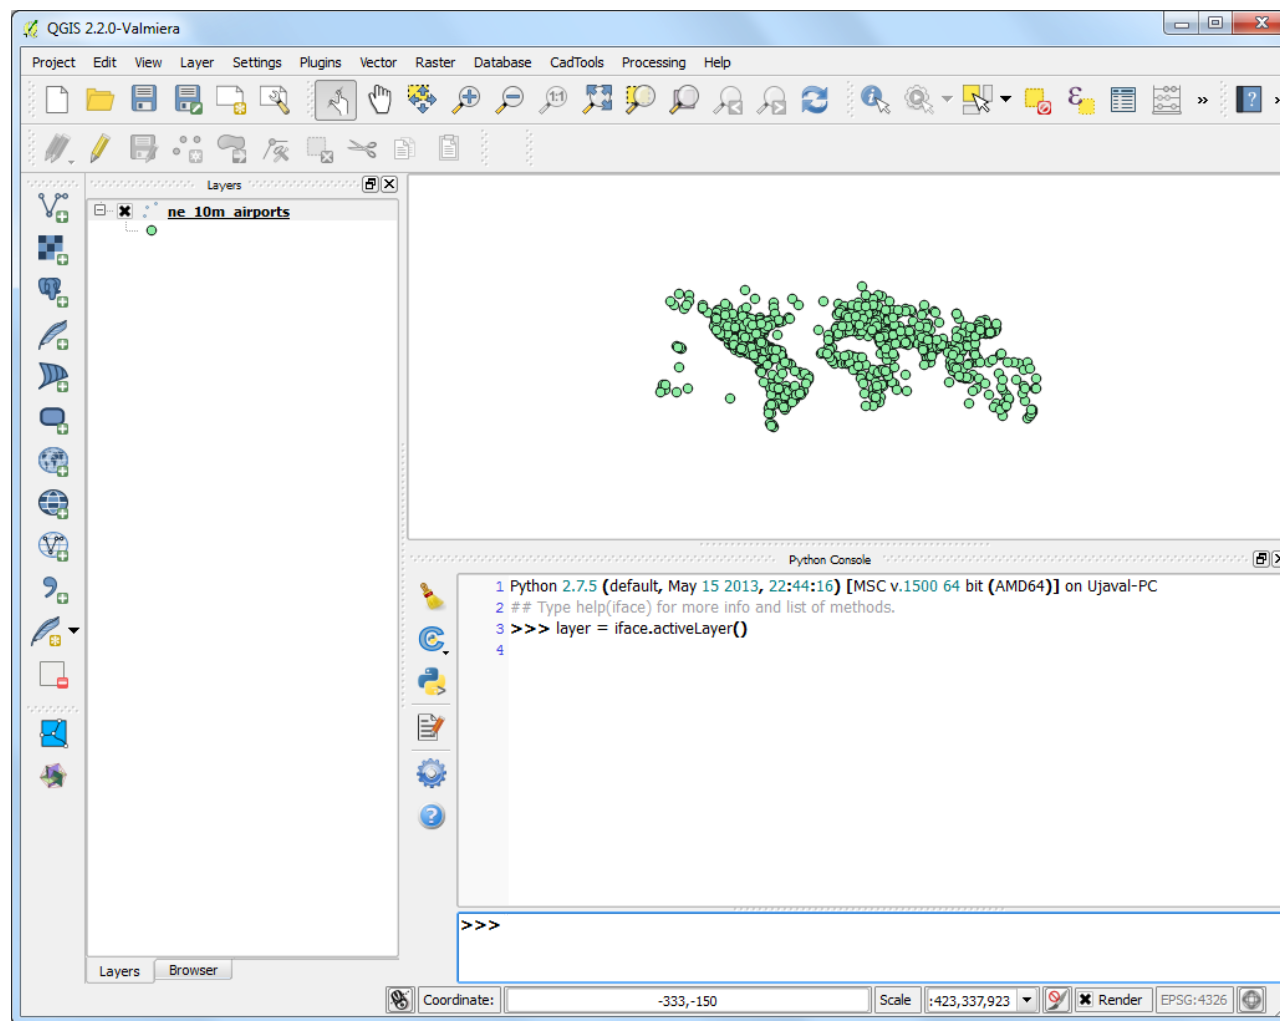 QGIS 2.2.0-Valmiera
Project Edit View Layer Settings Plugins Vector Raster Database CadTools Processing Help
1:1
Layers
ne_10m_airports
Python Console
1 Python 2.7.5 (default, May 15 2013, 22:44:16) [MSC v.1500 64 bit (AMD64)] on Ujaval-PC
2 ## Type help(iface) for more info and list of methods.
3 >>> layer = iface.activeLayer()
4
>>>
Layers Browser
Coordinate: -333,-150 Scale :423,337,923 Render EPSG:4326